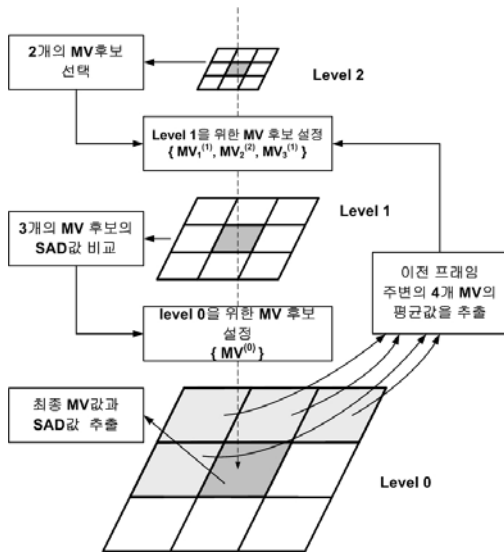 2개의 MV후보
선택
Level 2
Level 1을 위한 MV 후보 설정
{ MV₁⁽¹⁾, MV₂⁽²⁾, MV₃⁽¹⁾ }
Level 1
3개의 MV 후보의
SAD값 비교
이전 프래임
주변의 4개 MV의
평균값을 추출
level 0을 위한 MV 후보
설정
{ MV⁽⁰⁾ }
최종 MV값과
SAD값 추출
Level 0